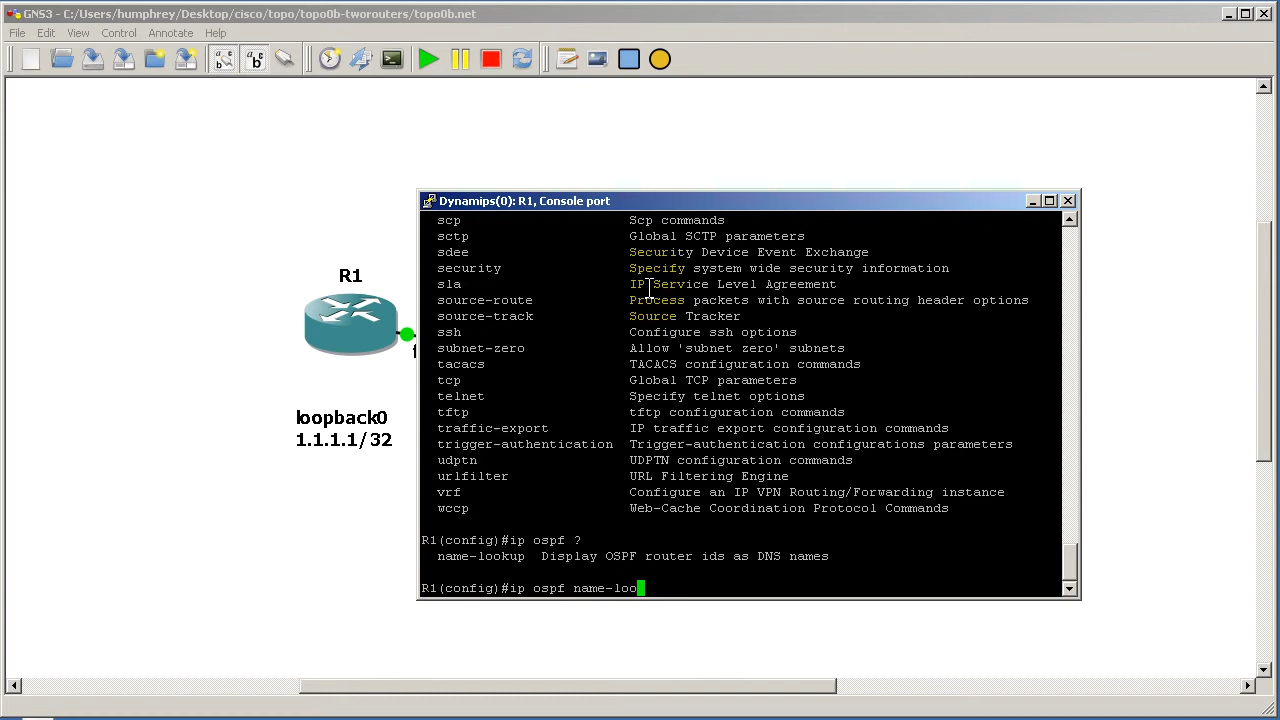 GNS3 - C:/Users/humphrey/Desktop/cisco/topo/topo0b-tworouters/topo0b.net
File Edit View Control Annotate Help
R1
loopback0
1.1.1.1/32
f
Dynamips(0): R1, Console port
scp Scp commands
sctp Global SCTP parameters
sdee Security Device Event Exchange
security Specify system wide security information
sla IP Service Level Agreement
source-route Process packets with source routing header options
source-track Source Tracker
ssh Configure ssh options
subnet-zero Allow 'subnet zero' subnets
tacacs TACACS configuration commands
tcp Global TCP parameters
telnet Specify telnet options
tftp tftp configuration commands
traffic-export IP traffic export configuration commands
trigger-authentication Trigger-authentication configurations parameters
udptn UDPTN configuration commands
urlfilter URL Filtering Engine
vrf Configure an IP VPN Routing/Forwarding instance
wccp Web-Cache Coordination Protocol Commands
R1(config)#ip ospf ?
name-lookup Display OSPF router ids as DNS names
R1(config)#ip ospf name-loo